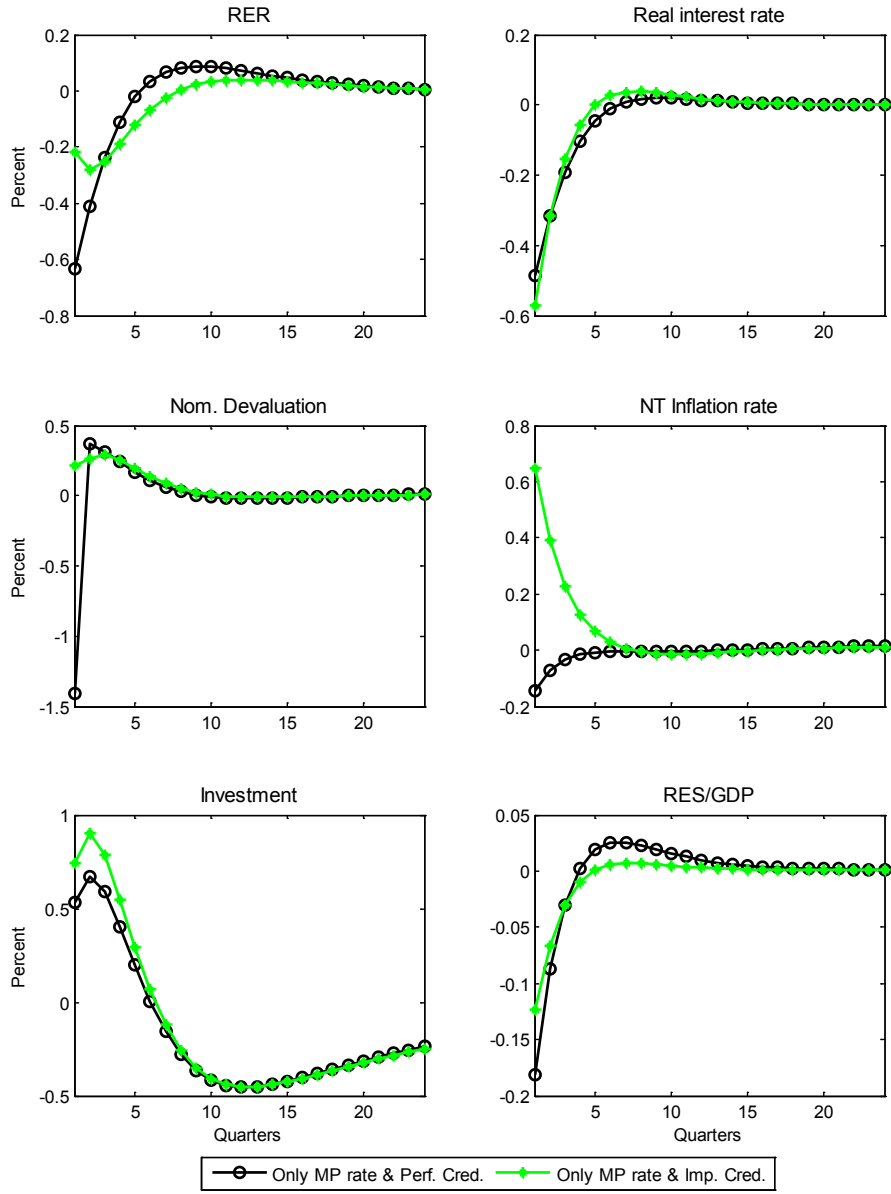 RER
Real interest rate
0.2
0
-0.2
-0.4
-0.6
-0.8
Percent
5 10 15 20
0.2
0
-0.2
-0.4
-0.6
5 10 15 20
Nom. Devaluation
NT Inflation rate
0.5
0
-0.5
-1
-1.5
Percent
5 10 15 20
0.8
0.6
0.4
0.2
0
-0.2
5 10 15 20
Investment
RES/GDP
1
0.5
0
-0.5
Percent
5 10 15 20
Quarters
0.05
0
-0.05
-0.1
-0.15
-0.2
5 10 15 20
Quarters
Only MP rate & Perf. Cred.
Only MP rate & Imp. Cred.